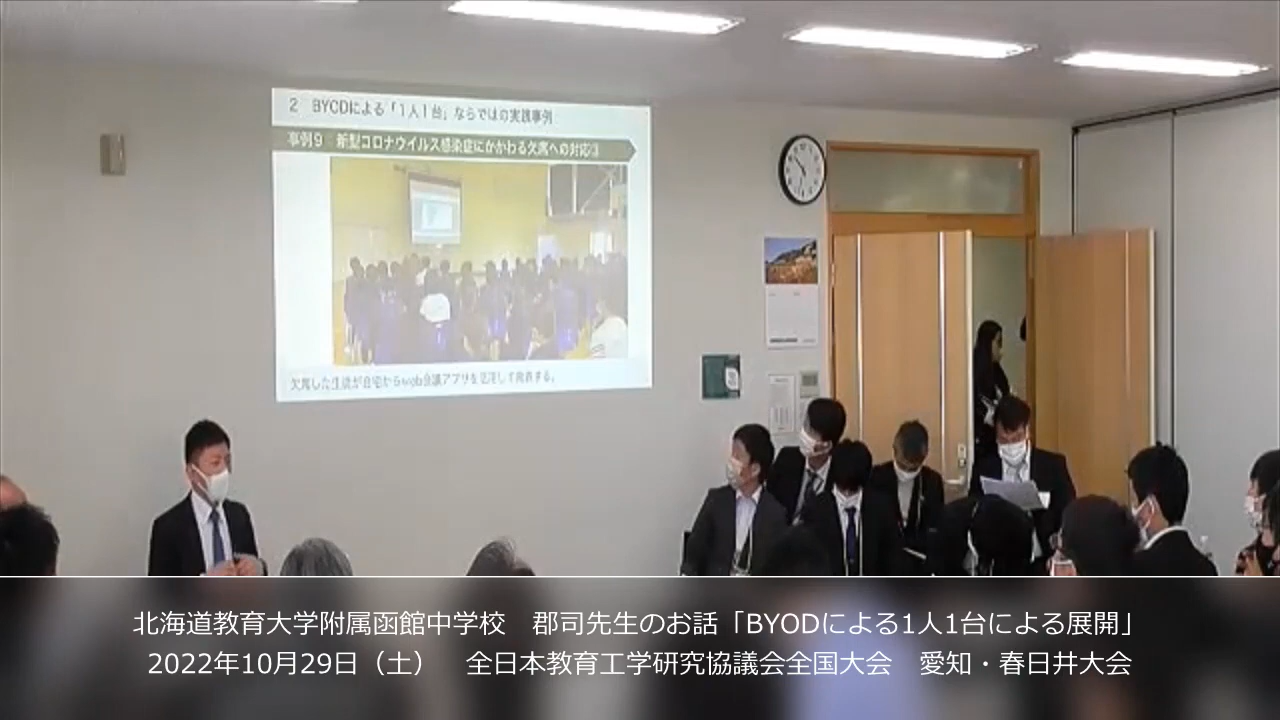 2 BYODによる「1人1台」ならではの実践事例
事例9 新型コロナウイルス感染症にかかわる欠席への対応③
欠席した生徒が自宅からweb会議アプリを活用して発表する。
北海道教育大学附属函館中学校 郡司先生のお話「BYODによる1人1台による展開」
2022年10月29日（土） 全日本教育工学研究協議会全国大会 愛知・春日井大会